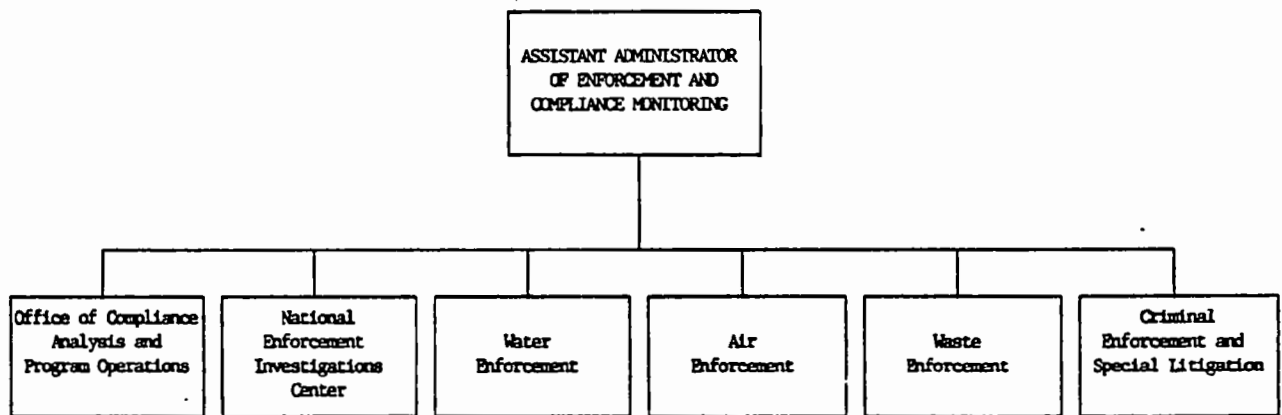 ASSISTANT ADMINISTRATOR
OF ENFORCEMENT AND
COMPLIANCE MONITORING
Office of Compliance
Analysis and
Program Operations
National
Enforcement
Investigations
Center
Water
Enforcement
Air
Enforcement
Waste
Enforcement
Criminal
Enforcement and
Special Litigation